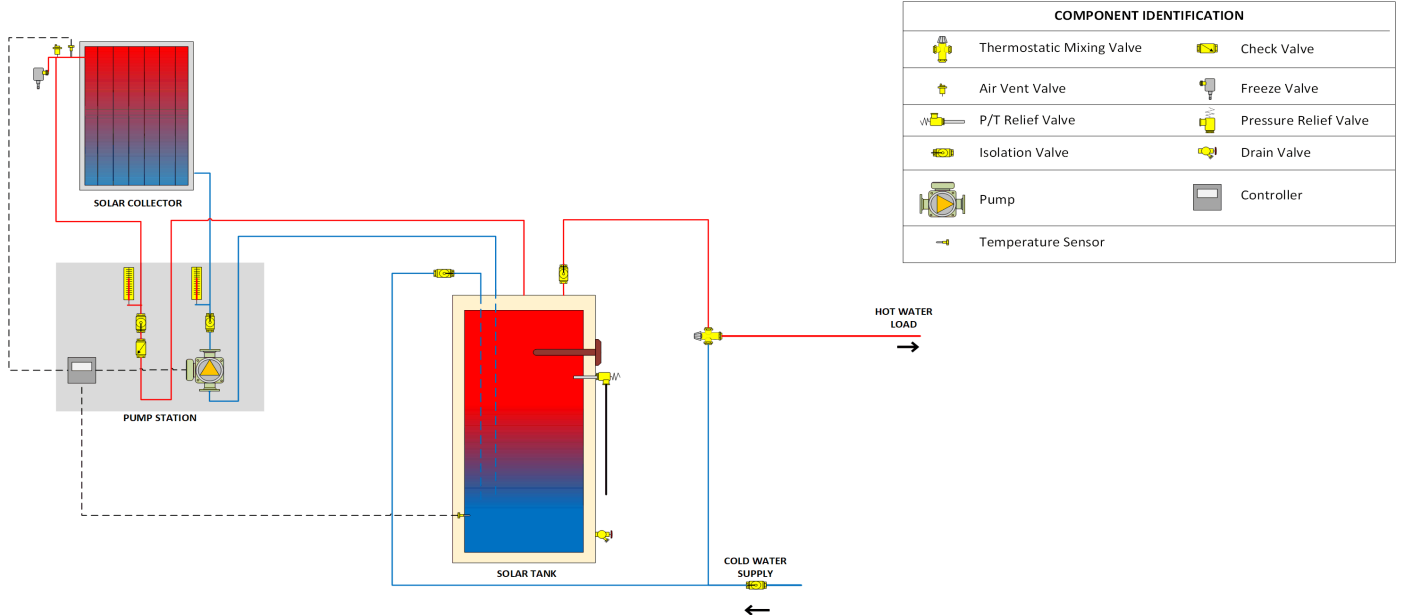 COMPONENT IDENTIFICATION
Thermostatic Mixing Valve
Check Valve
Air Vent Valve
Freeze Valve
P/T Relief Valve
Pressure Relief Valve
Isolation Valve
Drain Valve
Pump
Controller
Temperature Sensor
SOLAR COLLECTOR
HOT WATER
LOAD
PUMP STATION
COLD WATER
SUPPLY
SOLAR TANK